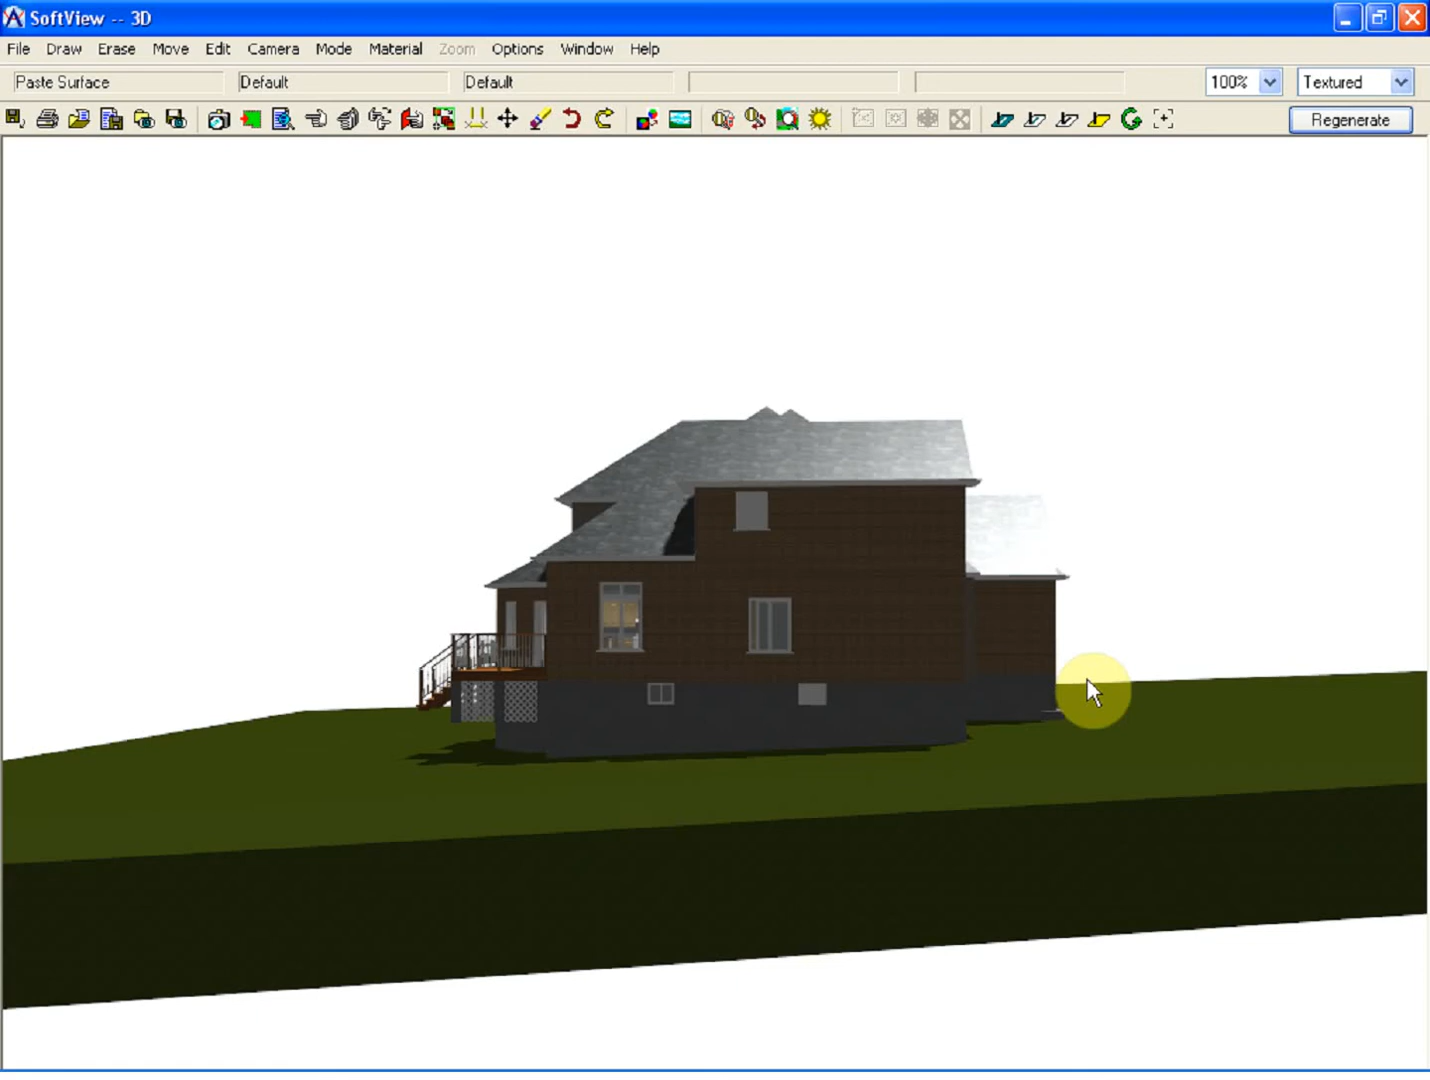 SoftView -- 3D
File Draw Erase Move Edit Camera Mode Material Zoom Options Window Help
Paste Surface Default Default 100% Textured
Regenerate